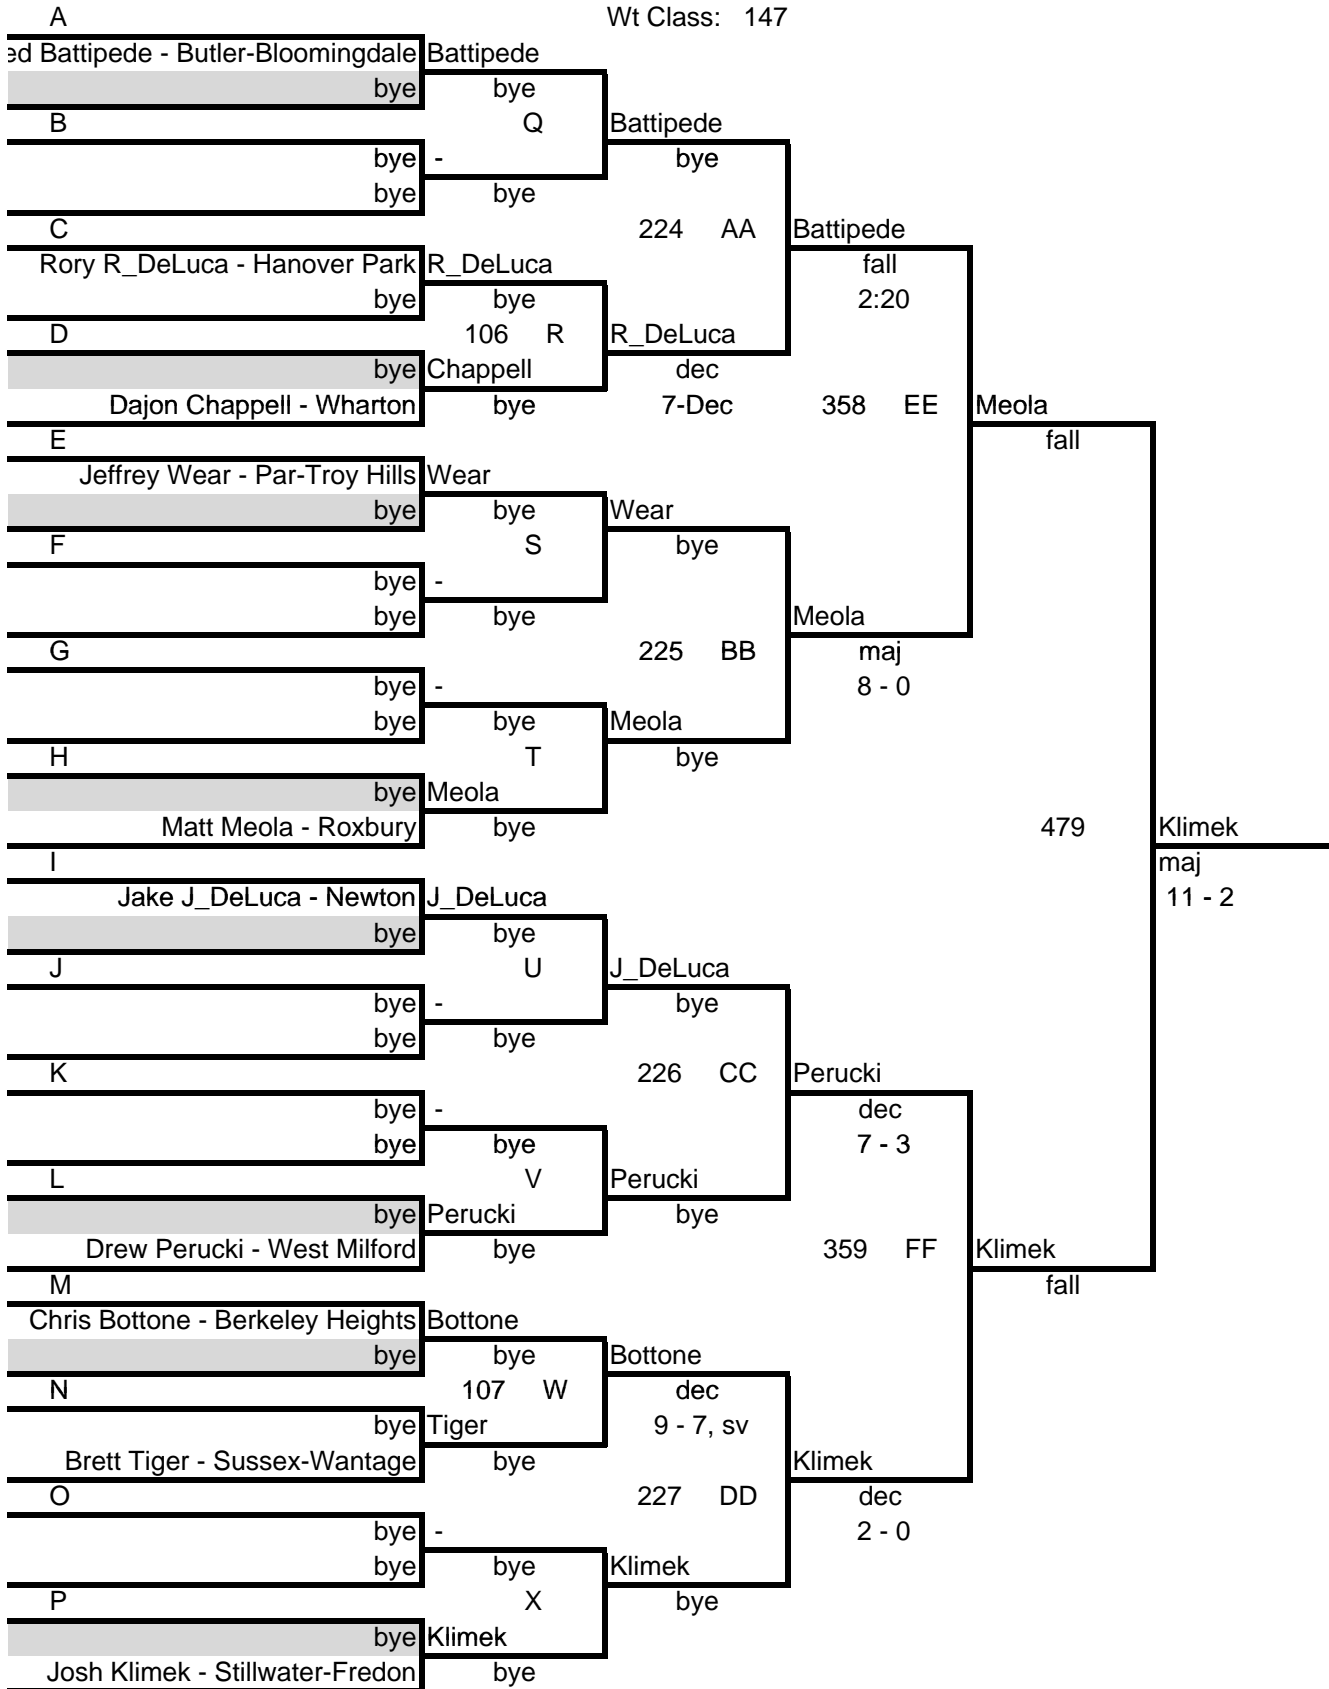 A Wt Class: 147
ed Battipede - Butler-Bloomingdale Battipede
bye bye
B Q Battipede
bye - bye
bye bye
C 224 AA Battipede
Rory R_DeLuca - Hanover Park R_DeLuca fall
bye bye 2:20
D 106 R R_DeLuca
bye Chappell dec
Dajon Chappell - Wharton bye 7-Dec 358 EE Meola
E fall
Jeffrey Wear - Par-Troy Hills Wear
bye bye Wear
F S bye
bye -
bye bye Meola
G 225 BB maj
bye - 8 - 0
bye bye Meola
H T bye
bye Meola
Matt Meola - Roxbury bye 479 Klimek
I maj
Jake J_DeLuca - Newton J_DeLuca 11 - 2
bye bye
J U J_DeLuca
bye - bye
bye bye
K 226 CC Perucki
bye - dec
bye bye 7 - 3
L V Perucki
bye Perucki bye
Drew Perucki - West Milford bye 359 FF Klimek
M fall
Chris Bottone - Berkeley Heights Bottone
bye bye Bottone
N 107 W dec
bye Tiger 9 - 7, sv
Brett Tiger - Sussex-Wantage bye Klimek
O 227 DD dec
bye - 2 - 0
bye bye Klimek
P X bye
bye Klimek
Josh Klimek - Stillwater-Fredon bye